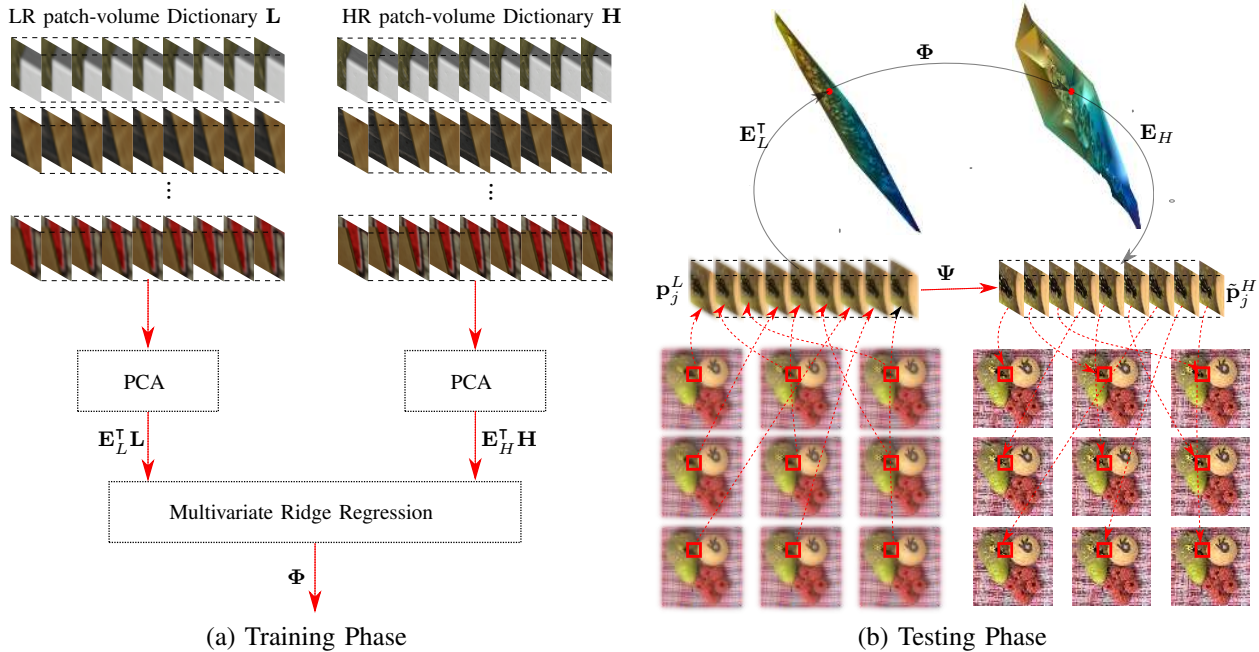 LR patch-volume Dictionary L
HR patch-volume Dictionary H
⋮
⋮
PCA
PCA
E_L^⊺ L
E_H^⊺ H
Multivariate Ridge Regression
Φ
(a) Training Phase
Φ
E_L^⊺
E_H
p_j^L
Ψ
p̃_j^H
(b) Testing Phase